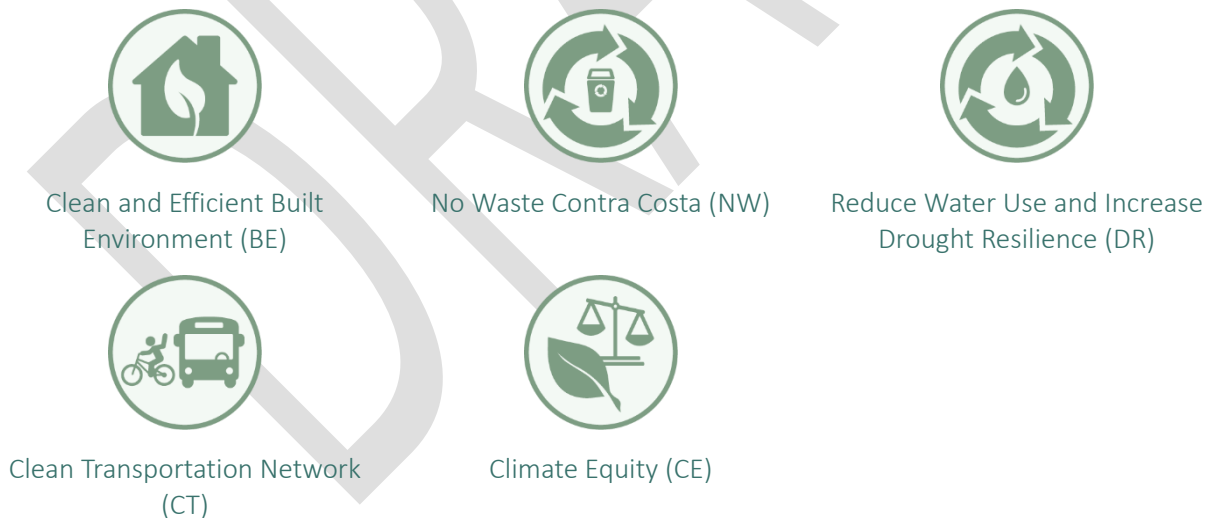 Clean and Efficient Built
Environment (BE)
No Waste Contra Costa (NW)
Reduce Water Use and Increase
Drought Resilience (DR)
Clean Transportation Network
(CT)
Climate Equity (CE)